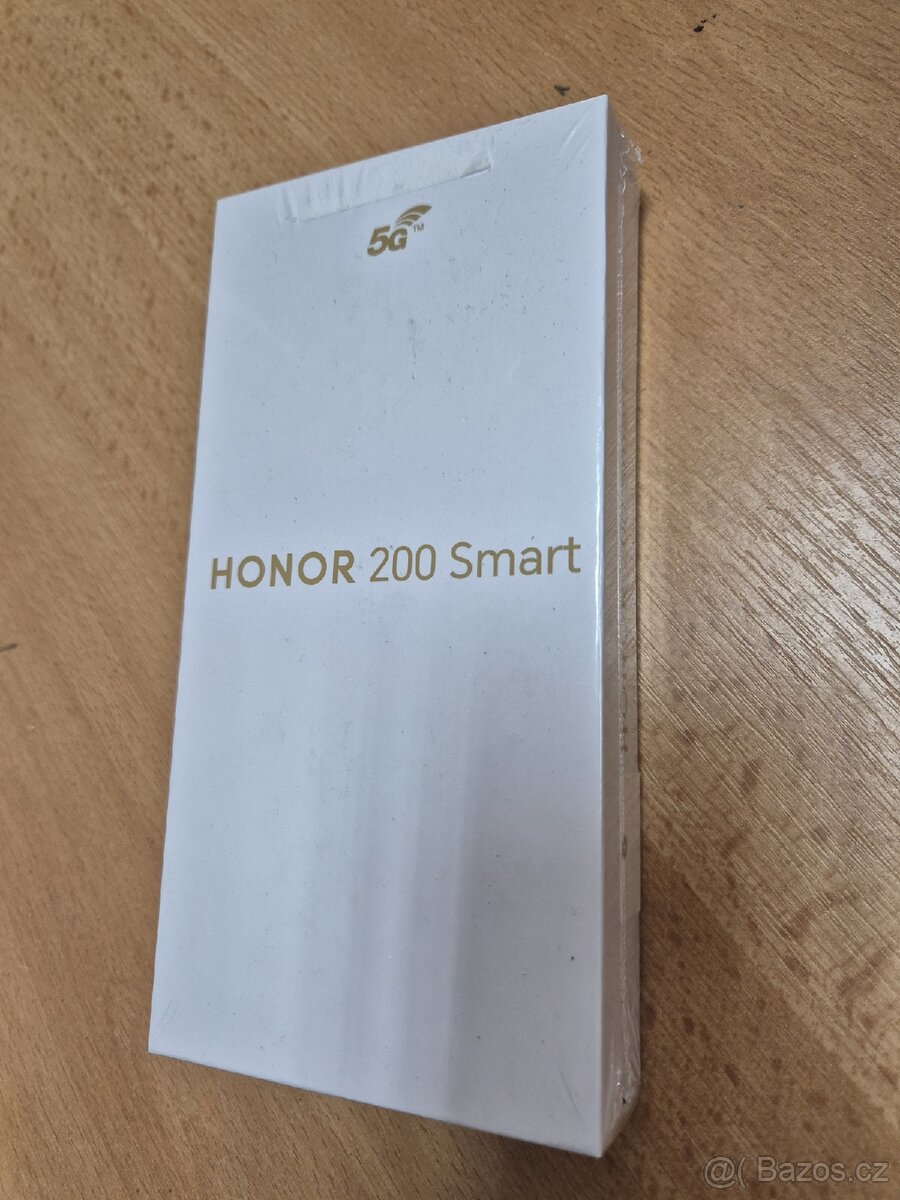 5G™
HONOR 200 Smart
@( Bazos.cz